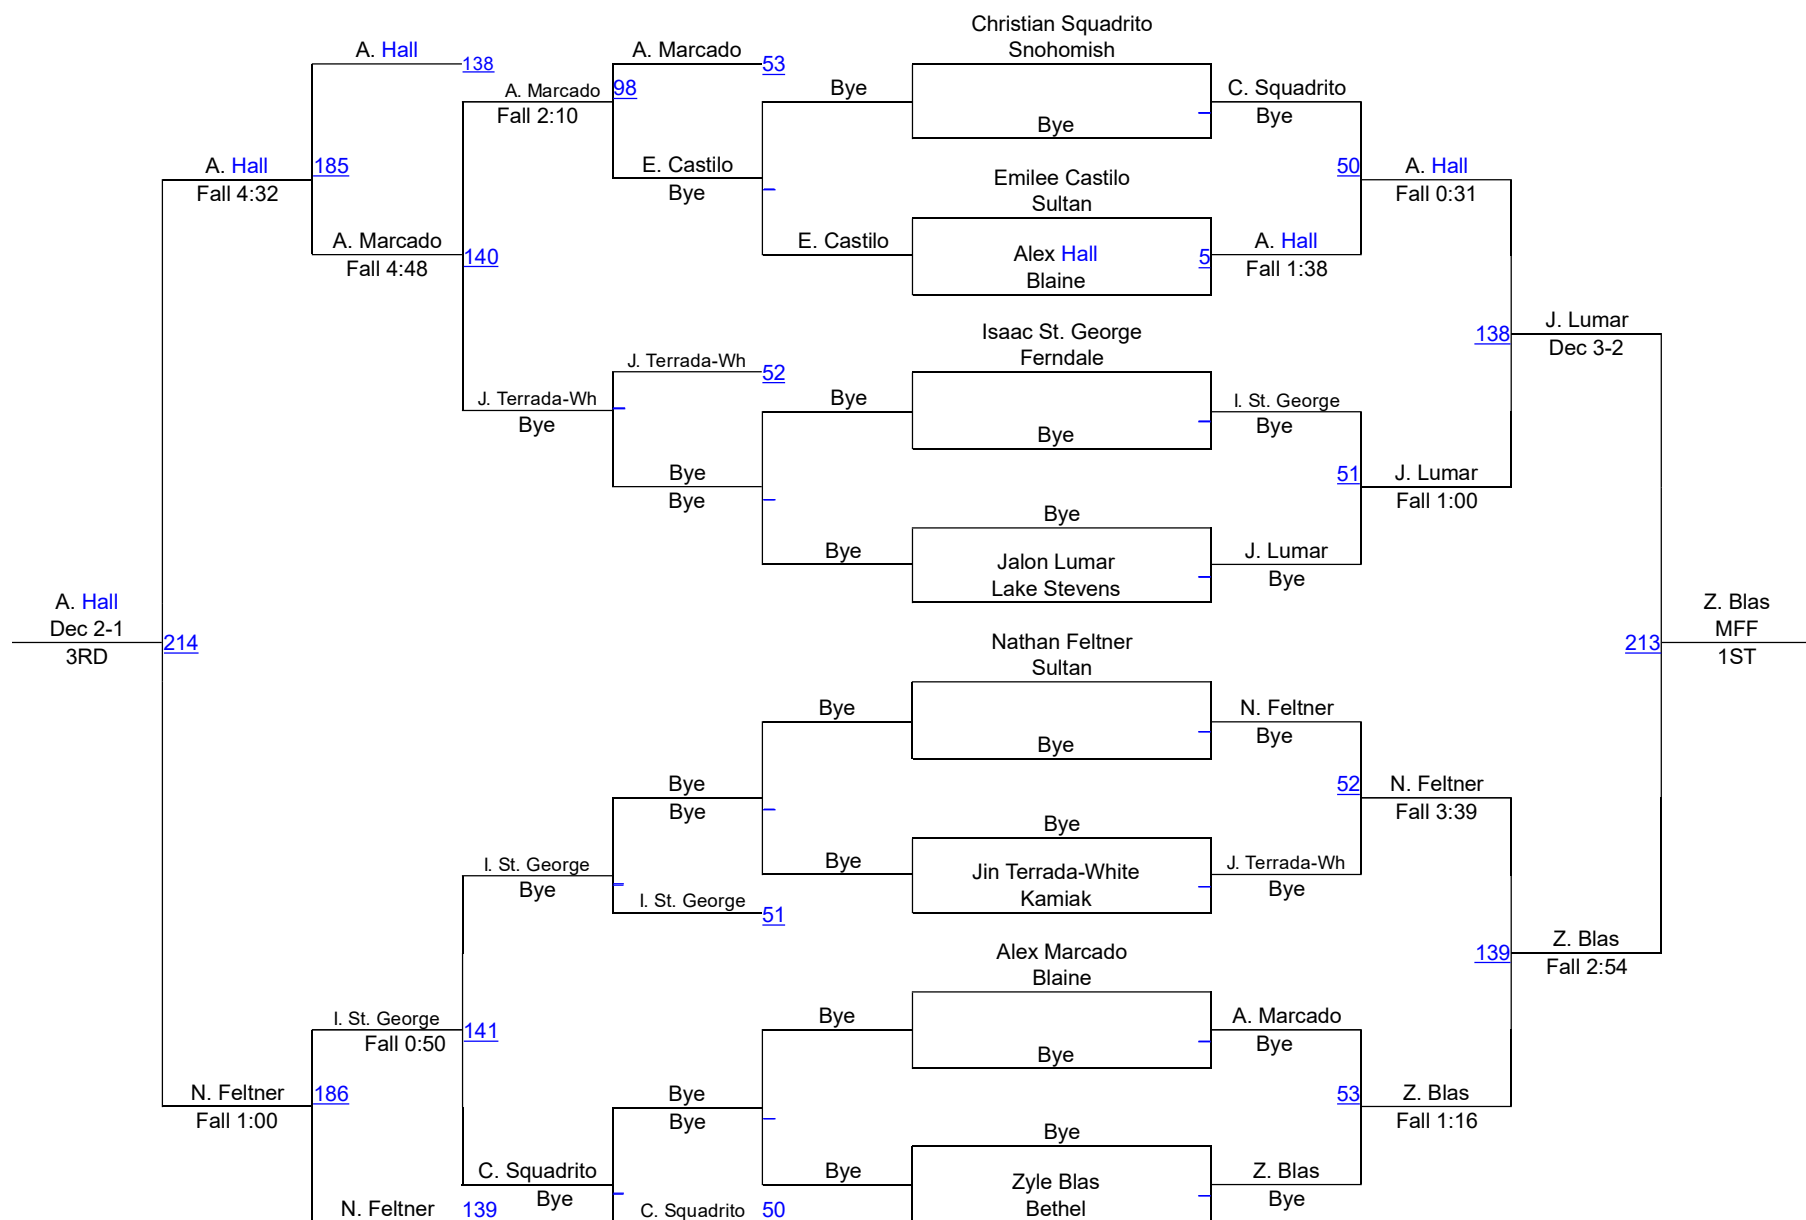 Christian Squadrito
Snohomish
A. Hall
138
A. Marcado
53
A. Marcado
98
Fall 2:10
Bye
Bye
C. Squadrito
Bye
A. Hall
185
Fall 4:32
E. Castilo
Bye
Emilee Castilo
Sultan
50
A. Hall
Fall 0:31
A. Marcado
140
Fall 4:48
E. Castilo
Alex Hall
5
Blaine
A. Hall
Fall 1:38
Isaac St. George
Ferndale
138
J. Lumar
Dec 3-2
J. Terrada-Wh
52
J. Terrada-Wh
Bye
Bye
Bye
I. St. George
Bye
Bye
Bye
51
J. Lumar
Fall 1:00
Bye
Bye
Jalon Lumar
Lake Stevens
J. Lumar
Bye
A. Hall
Dec 2-1
214
3RD
Nathan Feltner
Sultan
213
Z. Blas
MFF
1ST
Bye
Bye
N. Feltner
Bye
Bye
Bye
52
N. Feltner
Fall 3:39
Bye
I. St. George
Bye
Bye
Jin Terrada-White
Kamiak
J. Terrada-Wh
Bye
I. St. George
51
Alex Marcado
Blaine
139
Z. Blas
Fall 2:54
I. St. George
141
Fall 0:50
Bye
Bye
A. Marcado
Bye
N. Feltner
186
Fall 1:00
Bye
Bye
53
Z. Blas
Fall 1:16
Bye
C. Squadrito
Bye
Bye
Zyle Blas
Bethel
Z. Blas
Bye
N. Feltner
139
C. Squadrito
50